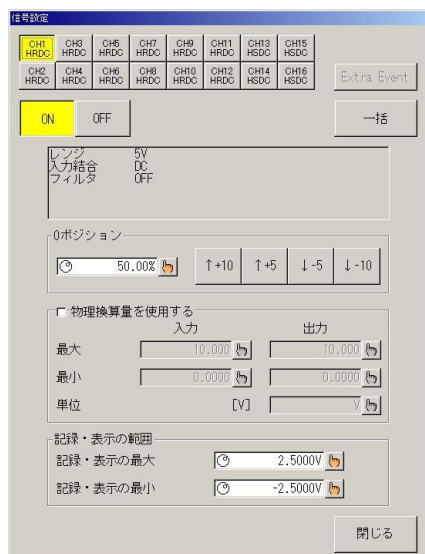 信号設定
CH1 CH3 CH5 CH7 CH9 CH11 CH13 CH15
HRDC HRDC HRDC HRDC HRDC HRDC HSDC HSDC
CH2 CH4 CH6 CH8 CH10 CH12 CH14 CH16
HRDC HRDC HRDC HRDC HRDC HRDC HSDC HSDC
Extra Event
ON OFF 一括
レンジ 5V
入力結合 DC
フィルタ OFF
0ポジション
50.00% ↑+10 ↑+5 ↓-5 ↓-10
物理換算量を使用する
入力 出力
最大 10.000 10.000
最小 0.0000 0.0000
単位 [V] V
記録・表示の範囲
記録・表示の最大 2.5000V
記録・表示の最小 -2.5000V
閉じる